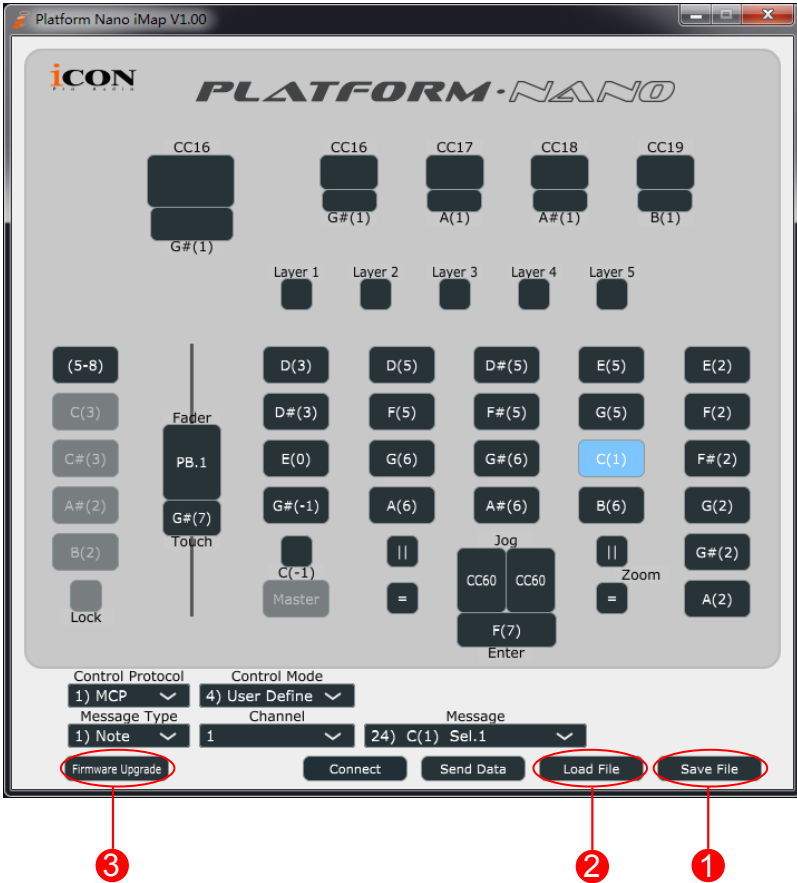 Platform Nano iMap V1.00
iCON
Pro Audio
PLATFORM·NANO
CC16 CC16 CC17 CC18 CC19
G#(1) A(1) A#(1) B(1)
G#(1)
Layer 1 Layer 2 Layer 3 Layer 4 Layer 5
(5-8) D(3) D(5) D#(5) E(5) E(2)
C(3) Fader D#(3) F(5) F#(5) G(5) F(2)
C#(3) PB.1 E(0) G(6) G#(6) C(1) F#(2)
A#(2) G#(7) G#(-1) A(6) A#(6) B(6) G(2)
Touch Jog
B(2) || || G#(2)
C(-1) CC60 CC60 Zoom
Master = = A(2)
Lock F(7)
Enter
Control Protocol Control Mode
1) MCP 4) User Define
Message Type Channel Message
1) Note 1 24) C(1) Sel.1
Firmware Upgrade Connect Send Data Load File Save File
3 2 1